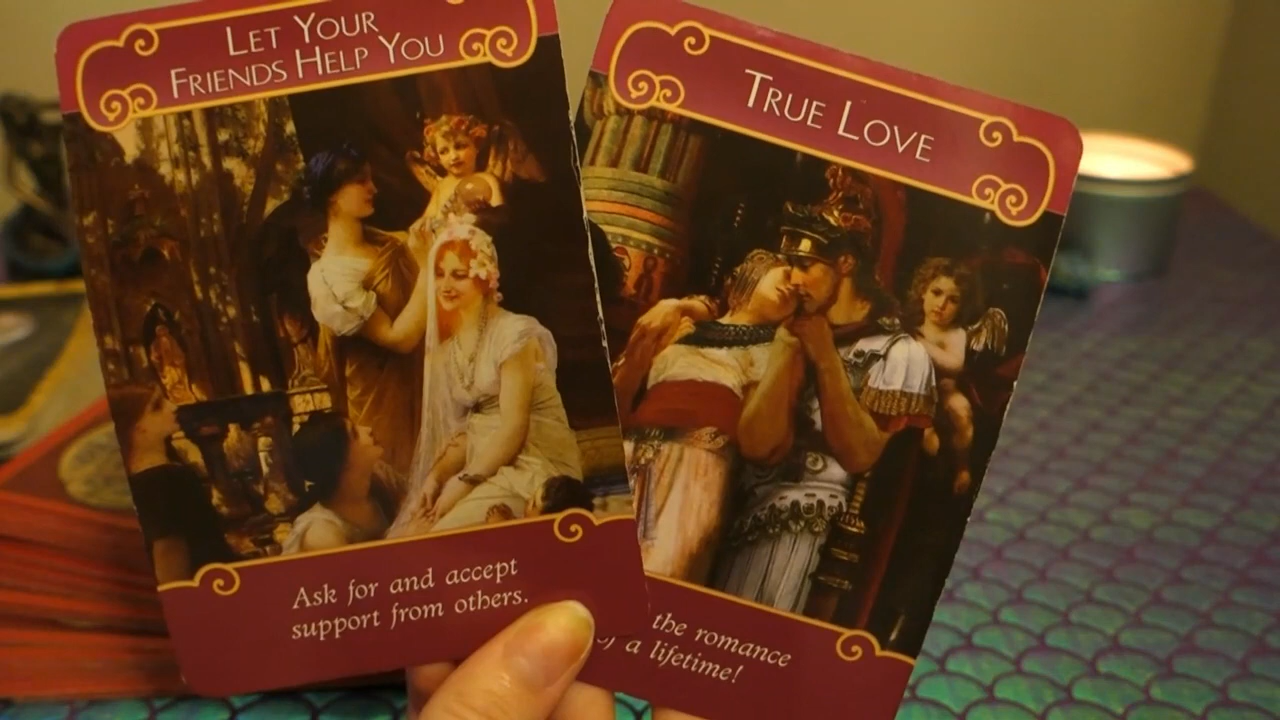 LET YOUR
FRIENDS HELP YOU
Ask for and accept
support from others.
TRUE LOVE
the romance
a lifetime!